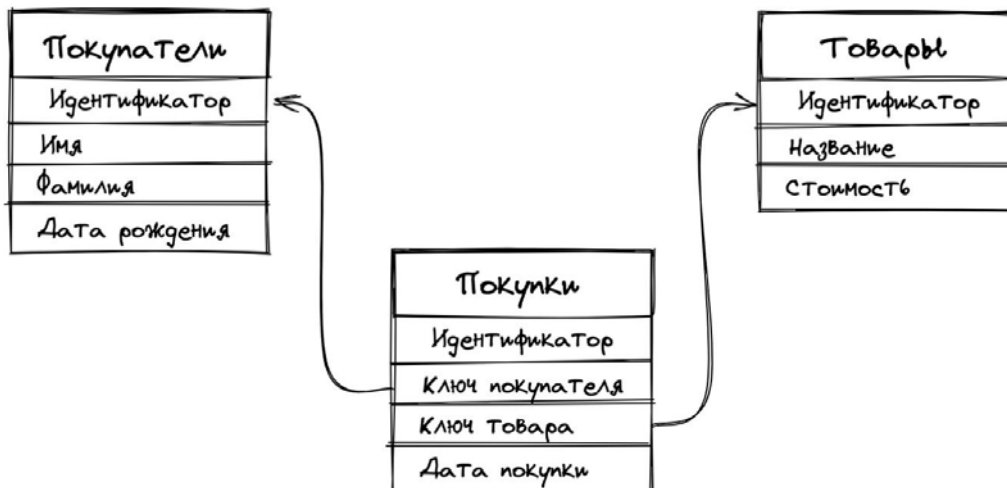 Покупатели
Идентификатор
Имя
Фамилия
Дата рождения
Товары
Идентификатор
Название
Стоимость
Покупки
Идентификатор
Ключ покупателя
Ключ товара
Дата покупки